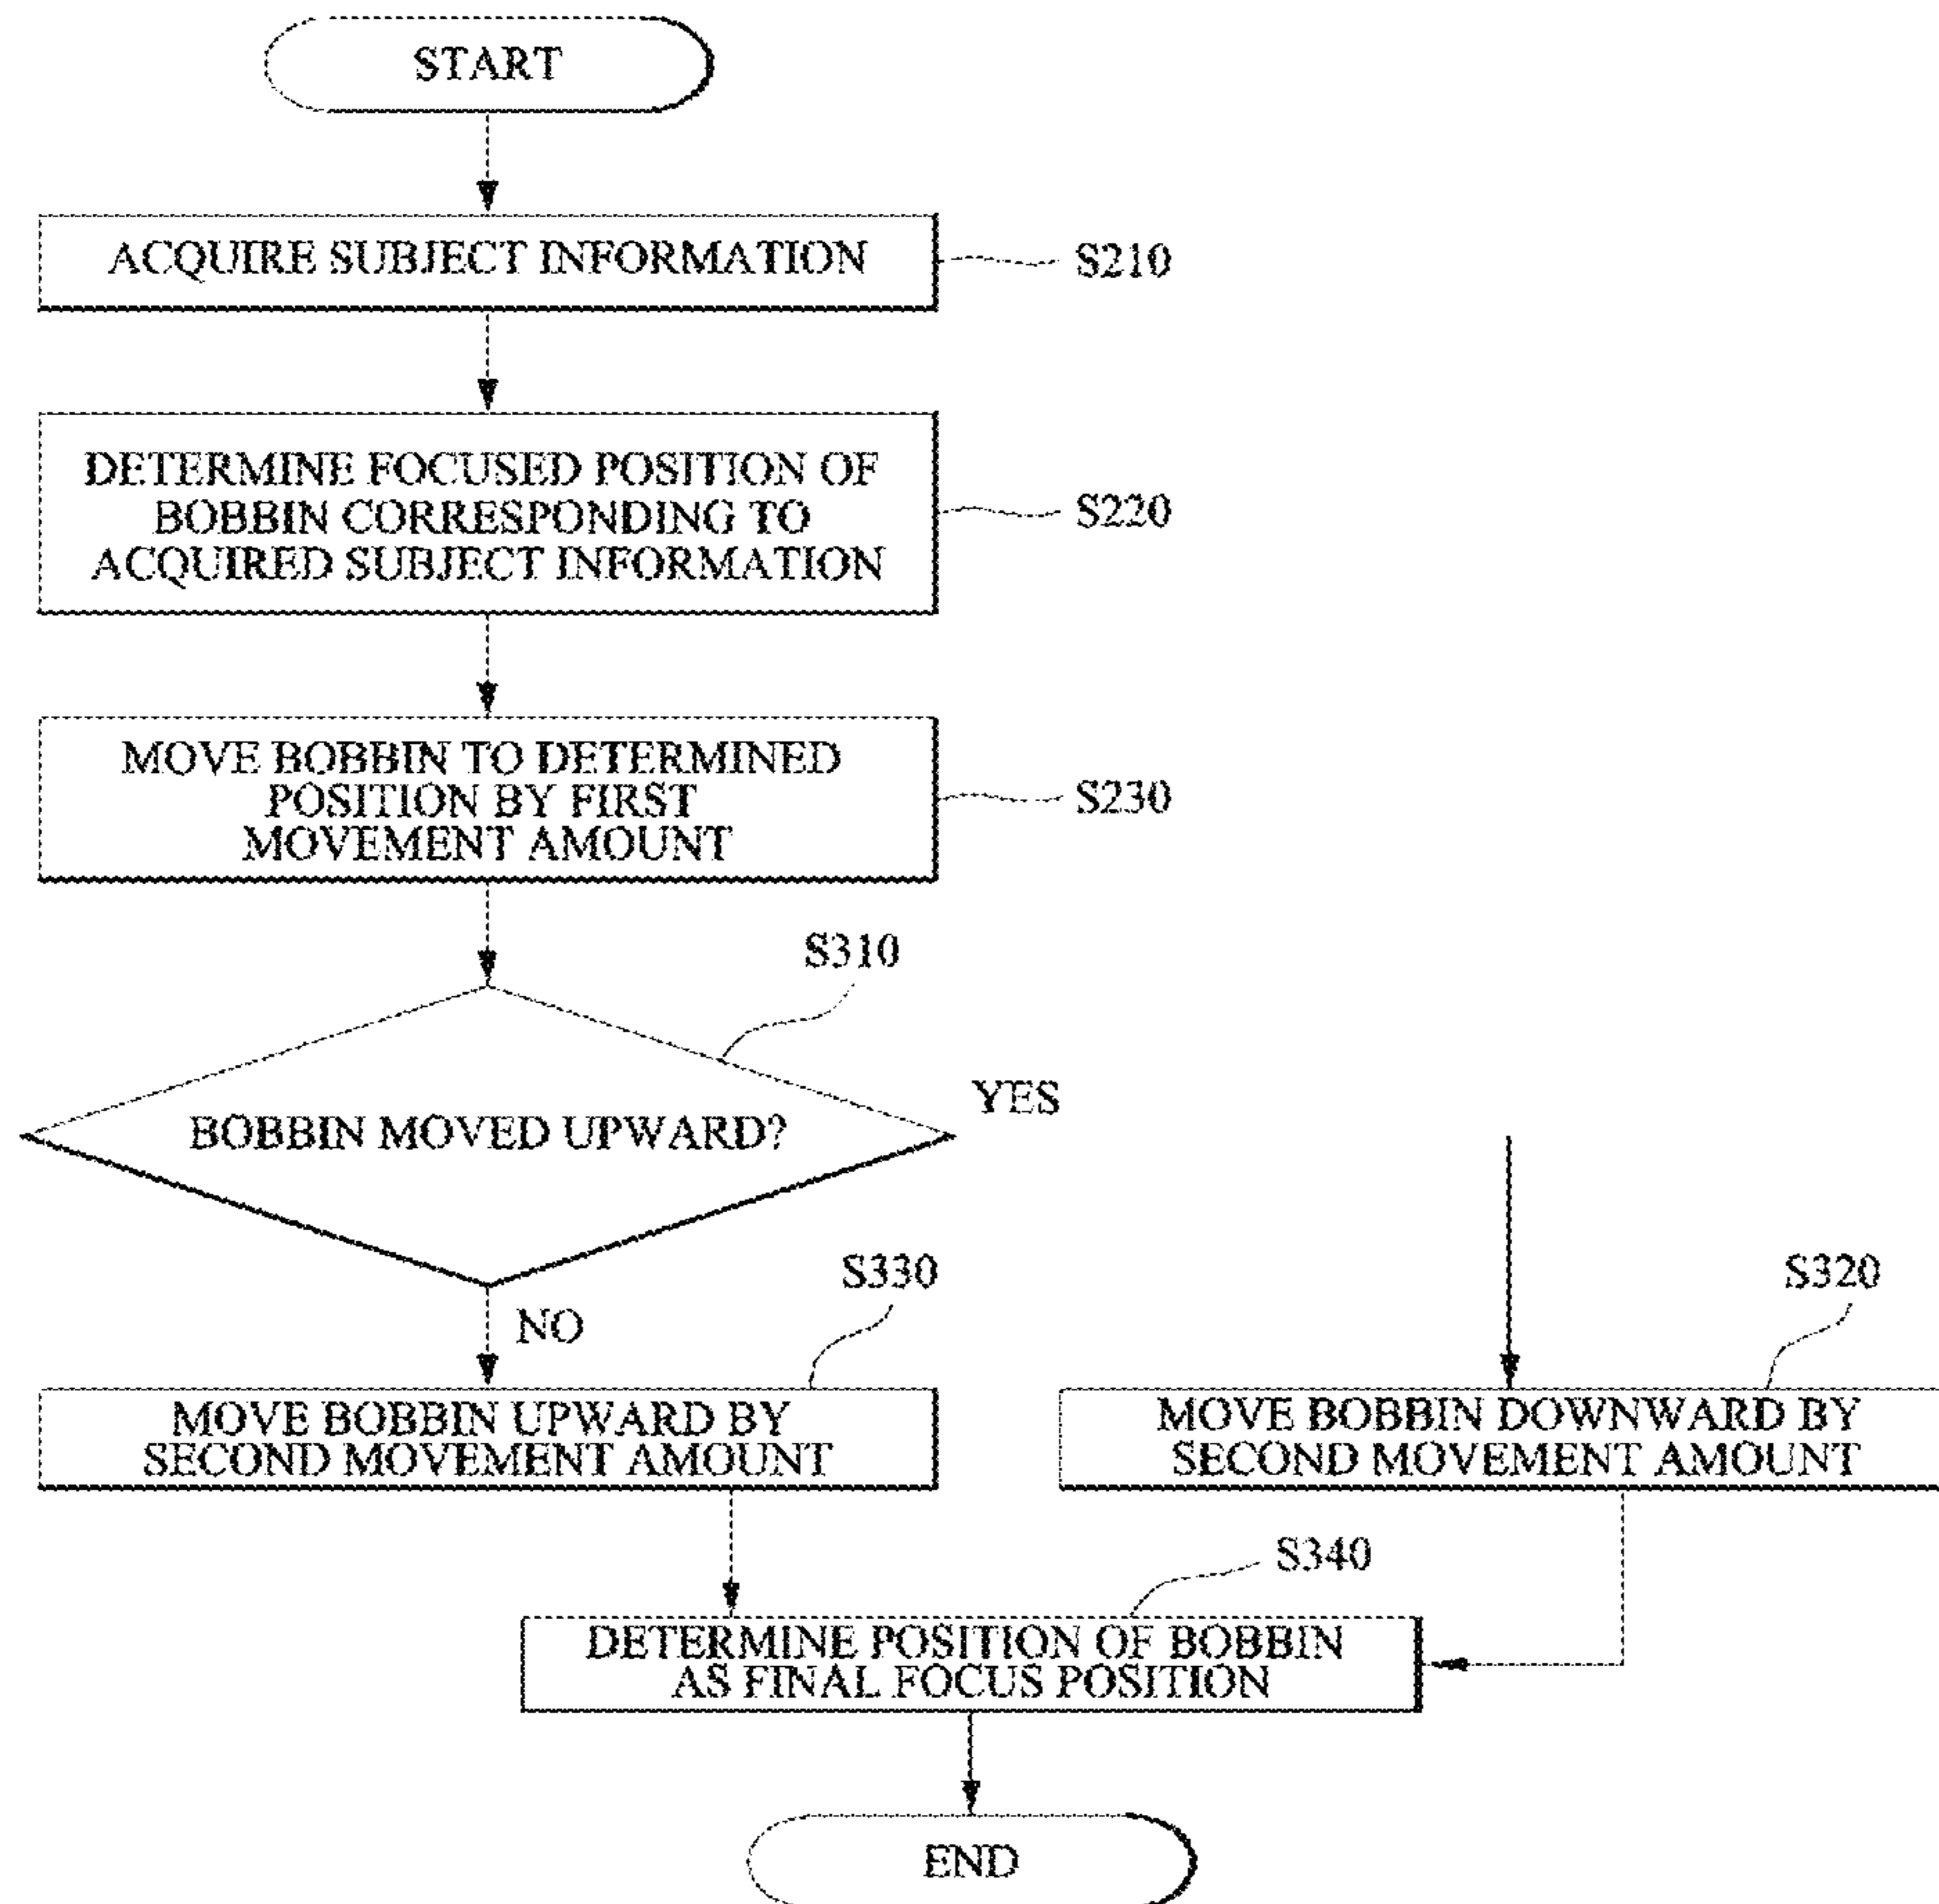 START
ACQUIRE SUBJECT INFORMATION
S210
DETERMINE FOCUSED POSITION OF
BOBBIN CORRESPONDING TO
ACQUIRED SUBJECT INFORMATION
S220
MOVE BOBBIN TO DETERMINED
POSITION BY FIRST
MOVEMENT AMOUNT
S230
S310
BOBBIN MOVED UPWARD?
YES
NO
S330
MOVE BOBBIN UPWARD BY
SECOND MOVEMENT AMOUNT
S320
MOVE BOBBIN DOWNWARD BY
SECOND MOVEMENT AMOUNT
S340
DETERMINE POSITION OF BOBBIN
AS FINAL FOCUS POSITION
END